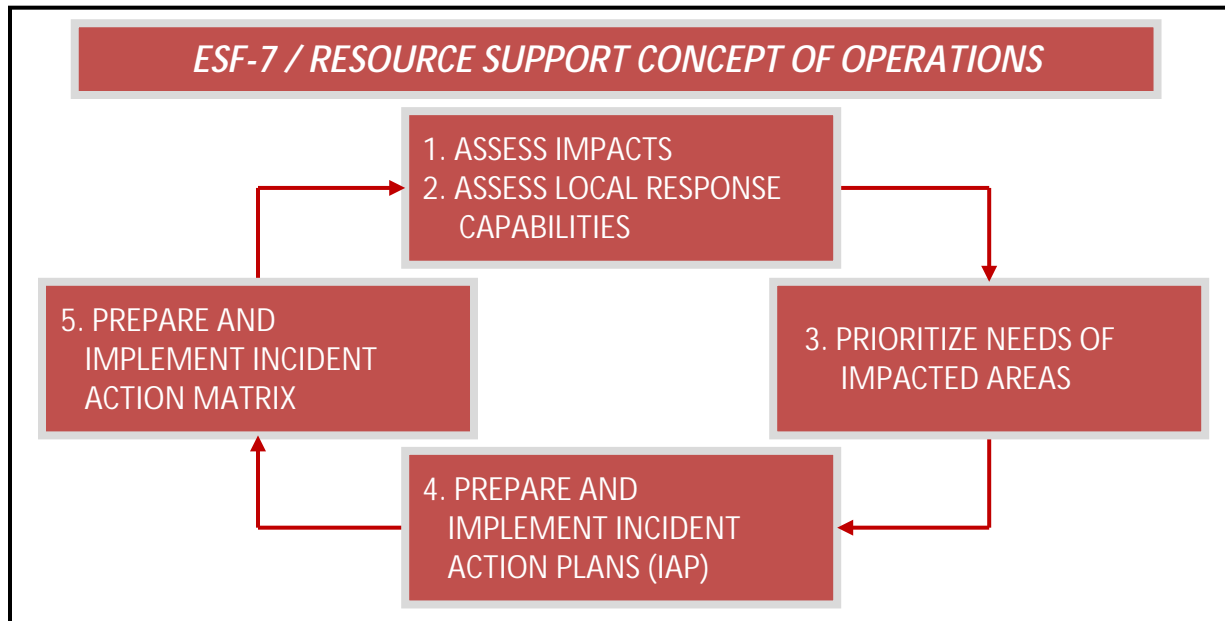 ESF-7 / RESOURCE SUPPORT CONCEPT OF OPERATIONS
1. ASSESS IMPACTS
2. ASSESS LOCAL RESPONSE
CAPABILITIES
3. PRIORITIZE NEEDS OF
IMPACTED AREAS
4. PREPARE AND
IMPLEMENT INCIDENT
ACTION PLANS (IAP)
5. PREPARE AND
IMPLEMENT INCIDENT
ACTION MATRIX